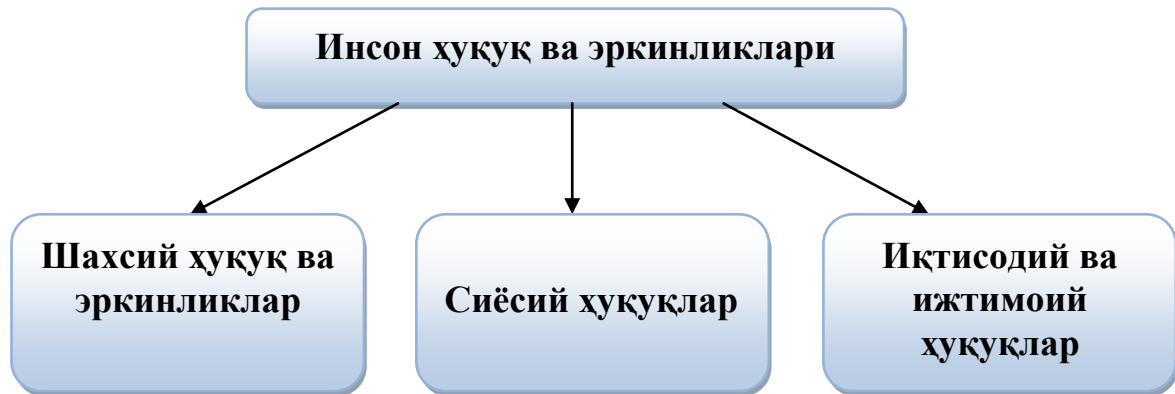 Инсон ҳуқуқ ва эркинликлари
Шахсий ҳуқуқ ва
эркинликлар
Сиёсий ҳуқуқлар
Иқтисодий ва
ижтимоий
ҳуқуқлар